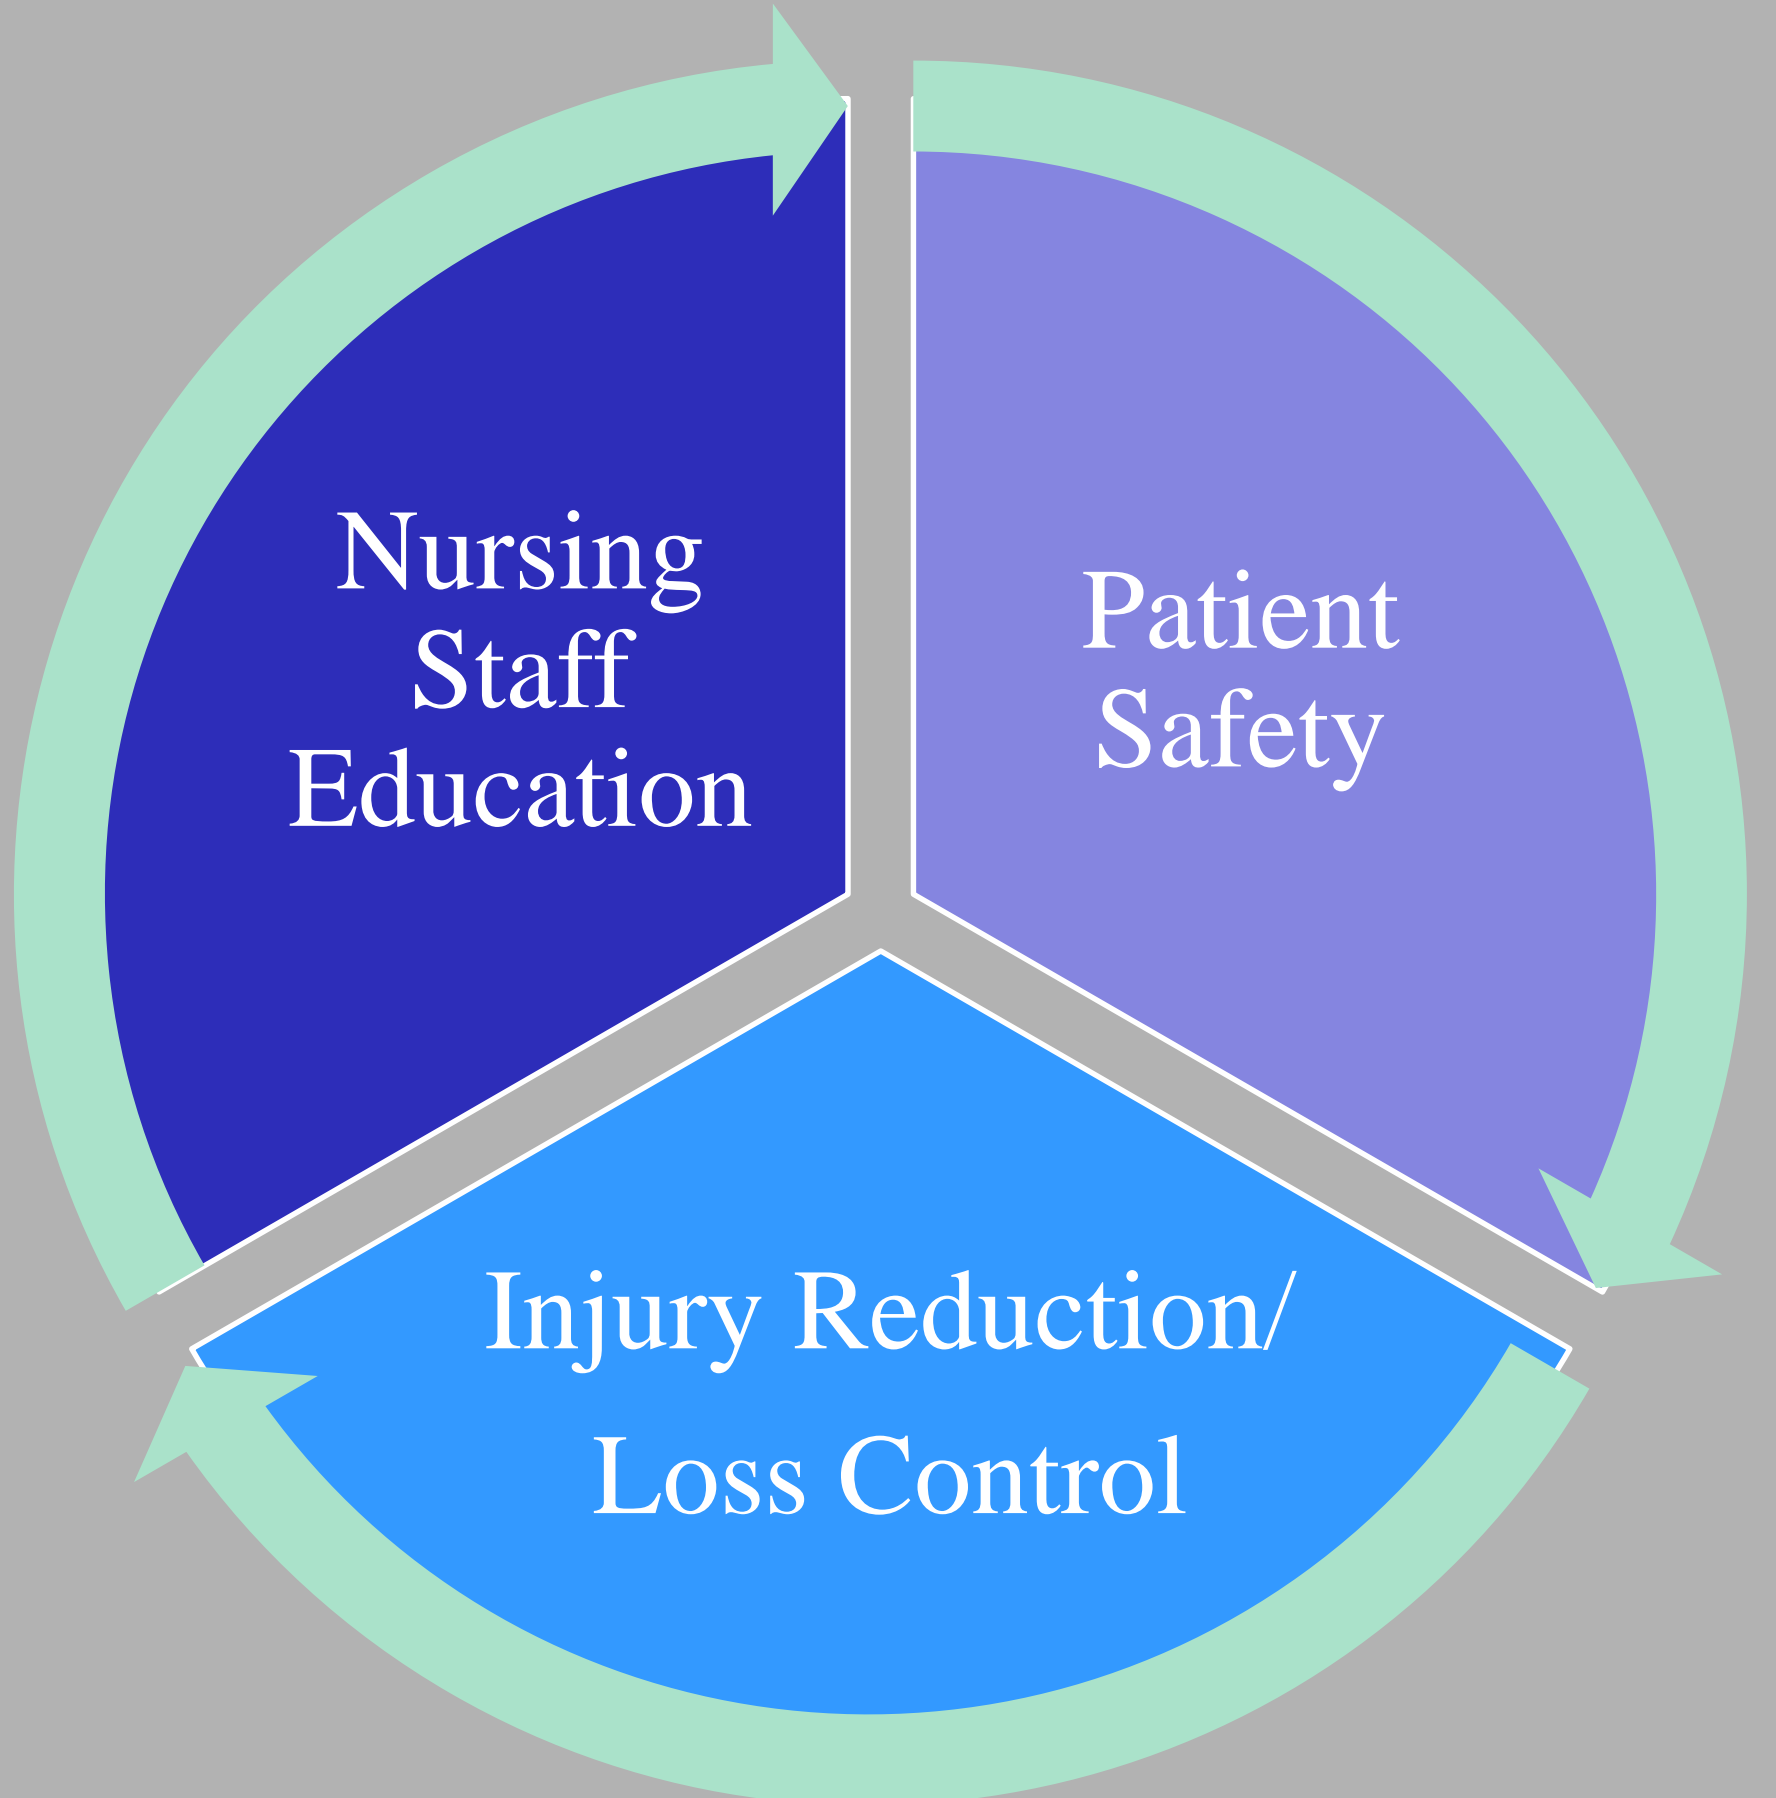 Nursing
Staff
Education
Patient
Safety
Injury Reduction/
Loss Control